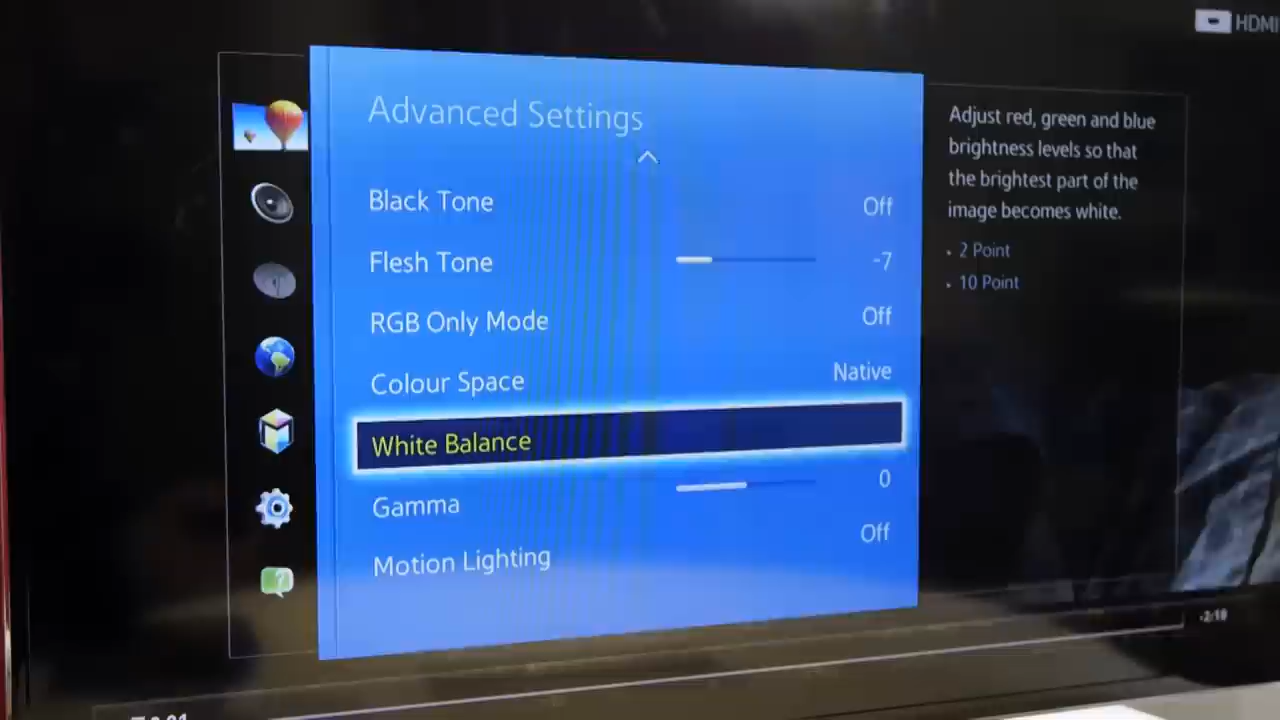 HDMI
Advanced Settings
Black Tone Off
Flesh Tone -7
RGB Only Mode Off
Colour Space Native
White Balance
Gamma 0
Motion Lighting Off
Adjust red, green and blue
brightness levels so that
the brightest part of the
image becomes white.
• 2 Point
• 10 Point
-2:10